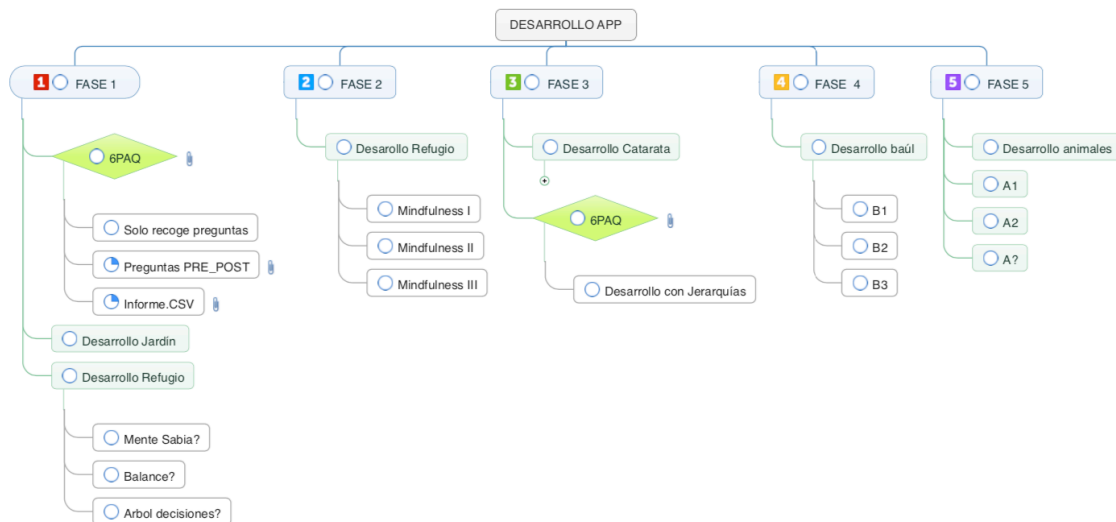 DESARROLLO APP
1 FASE 1
6PAQ
Solo recoge preguntas
Preguntas PRE_POST
Informe.CSV
Desarrollo Jardín
Desarrollo Refugio
Mente Sabia?
Balance?
Arbol decisiones?
2 FASE 2
Desarollo Refugio
Mindfulness I
Mindfulness II
Mindfulness III
3 FASE 3
Desarrollo Catarata
6PAQ
Desarrollo con Jerarquías
4 FASE 4
Desarrollo baúl
B1
B2
B3
5 FASE 5
Desarrollo animales
A1
A2
A?